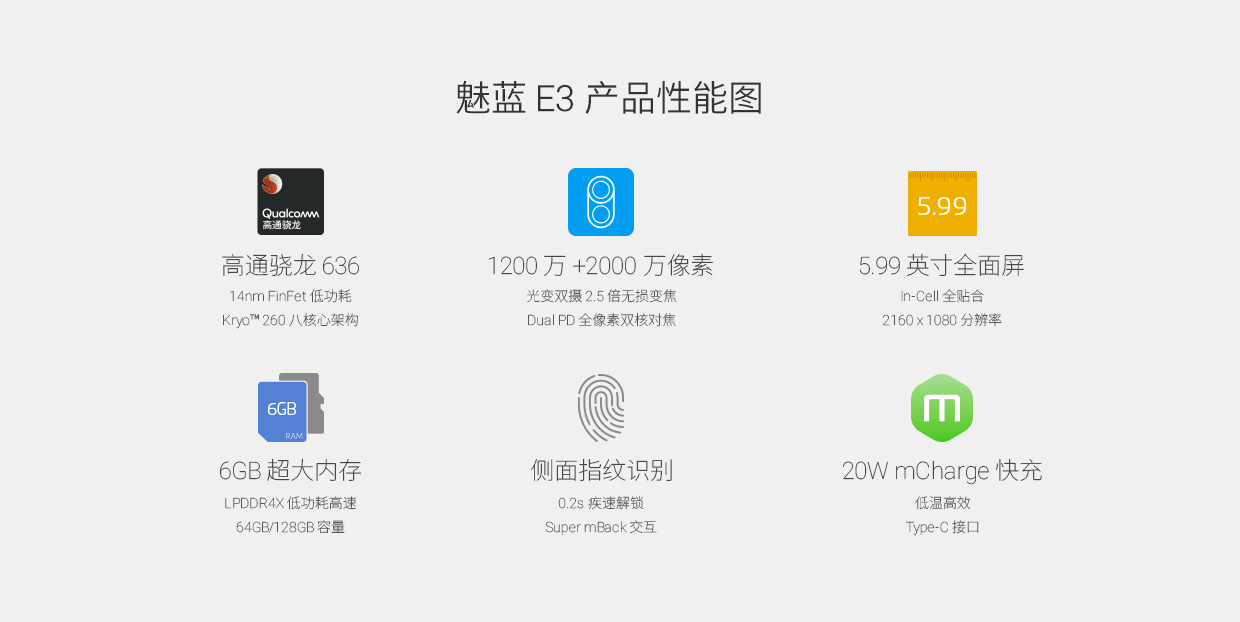 魅蓝 E3 产品性能图
Qualcomm
高通骁龙
高通骁龙 636
14nm FinFet 低功耗
Kryo™ 260 八核心架构
1200 万 +2000 万像素
光变双摄 2.5 倍无损变焦
Dual PD 全像素双核对焦
5.99
5.99 英寸全面屏
In-Cell 全贴合
2160 x 1080 分辨率
6GB
RAM
6GB 超大内存
LPDDR4X 低功耗高速
64GB/128GB 容量
侧面指纹识别
0.2s 疾速解锁
Super mBack 交互
m
20W mCharge 快充
低温高效
Type-C 接口